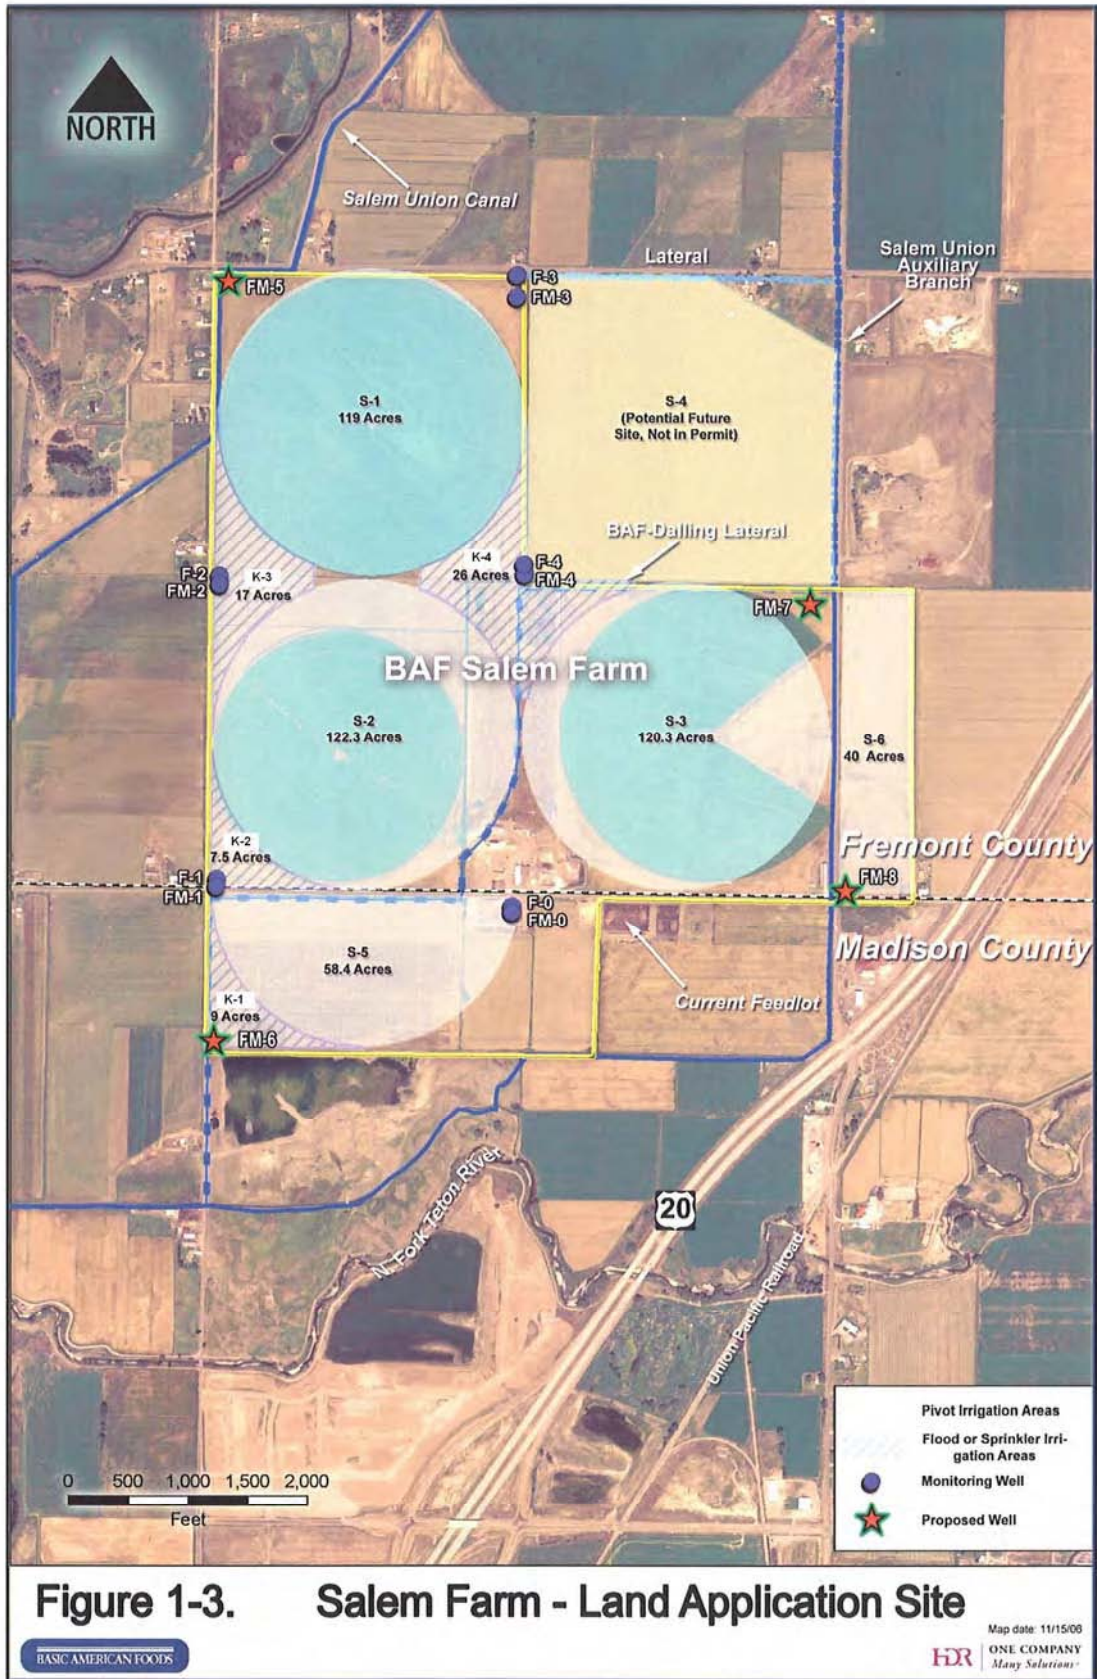 NORTH
Salem Union Canal
Lateral
Salem Union
Auxiliary
Branch
FM-5
F-3
FM-3
S-1
119 Acres
S-4
(Potential Future
Site, Not in Permit)
BAF-Dalling Lateral
F-2
FM-2
K-3
17 Acres
K-4
26 Acres
F-4
FM-4
FM-7
BAF Salem Farm
S-2
122.3 Acres
S-3
120.3 Acres
S-6
40 Acres
K-2
7.5 Acres
F-1
FM-1
Fremont County
FM-8
F-0
FM-0
Madison County
S-5
58.4 Acres
Current Feedlot
K-1
9 Acres
FM-6
N. Fork Teton River
20
Union Pacific Railroad
Pivot Irrigation Areas
Flood or Sprinkler Irri-
gation Areas
Monitoring Well
Proposed Well
0 500 1,000 1,500 2,000
Feet
Figure 1-3. Salem Farm - Land Application Site
Map date: 11/15/06
BASIC AMERICAN FOODS
HDR
ONE COMPANY
Many Solutions